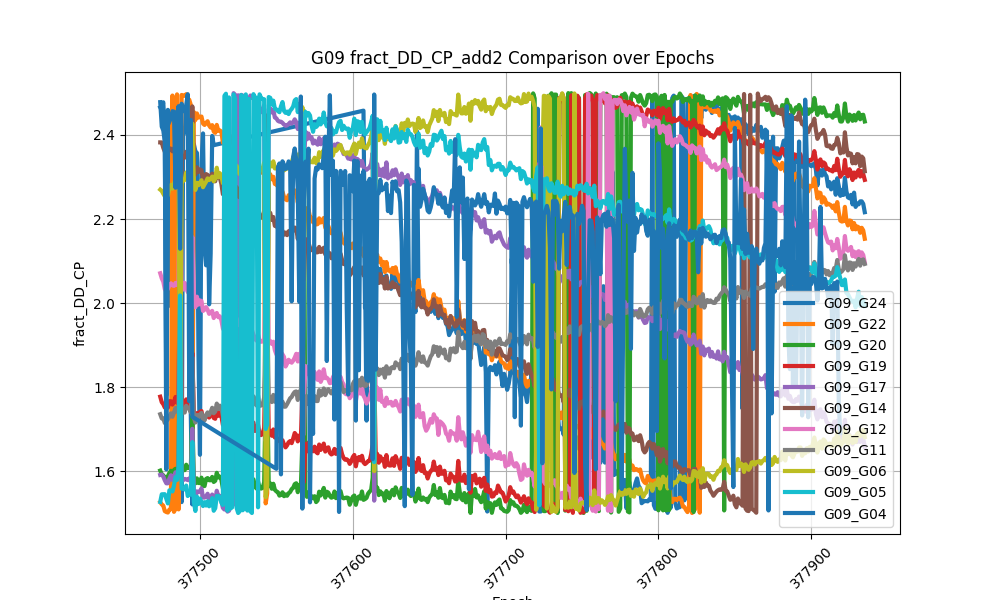 G09 fract_DD_CP_add2 Comparison over Epochs
fract_DD_CP
2.4
2.2
2.0
1.8
1.6
377500
377600
377700
377800
377900
Epoch
G09_G24
G09_G22
G09_G20
G09_G19
G09_G17
G09_G14
G09_G12
G09_G11
G09_G06
G09_G05
G09_G04